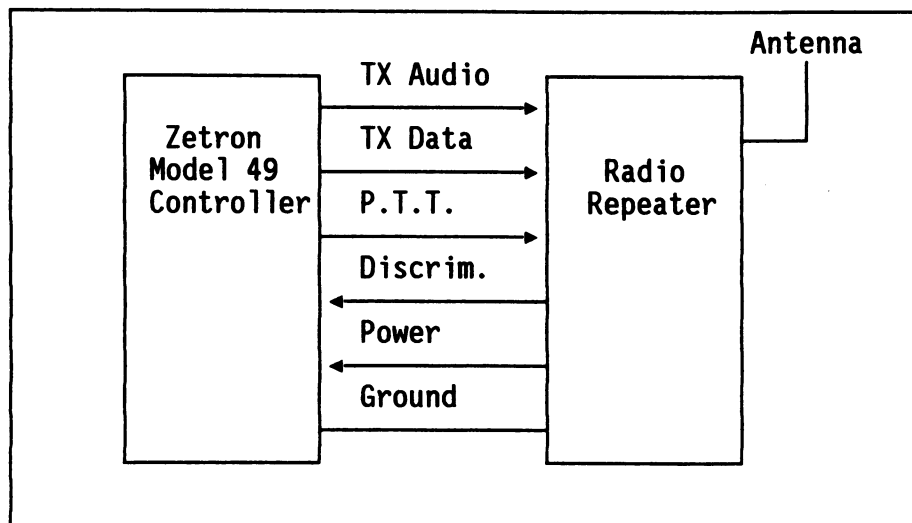 Antenna
TX Audio
Zetron
Model 49
Controller
TX Data
Radio
Repeater
P.T.T.
Discrim.
Power
Ground